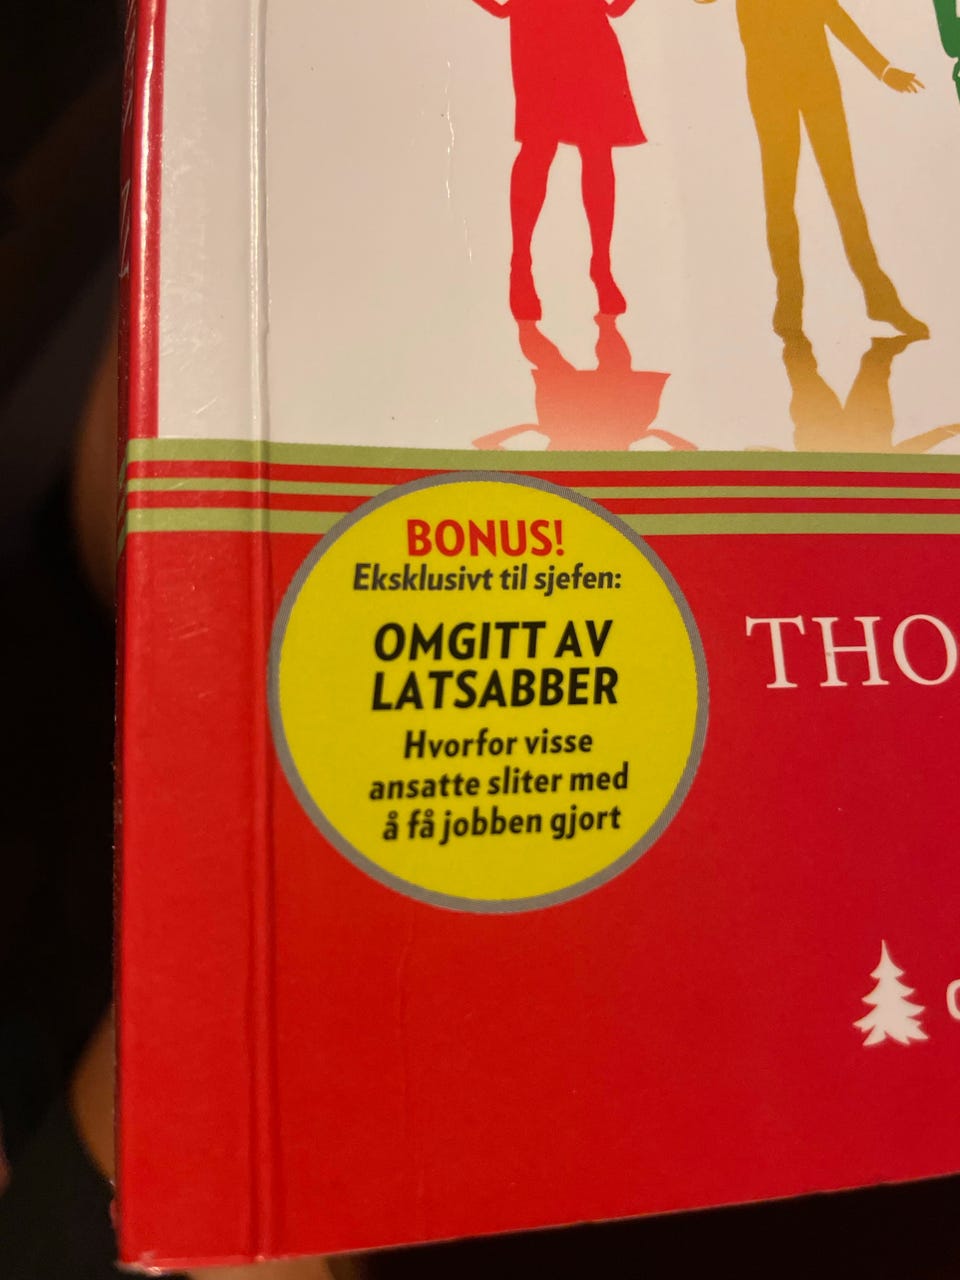 BONUS!
Eksklusivt til sjefen:
OMGITT AV
LATSABBER
Hvorfor visse
ansatte sliter med
å få jobben gjort
THO